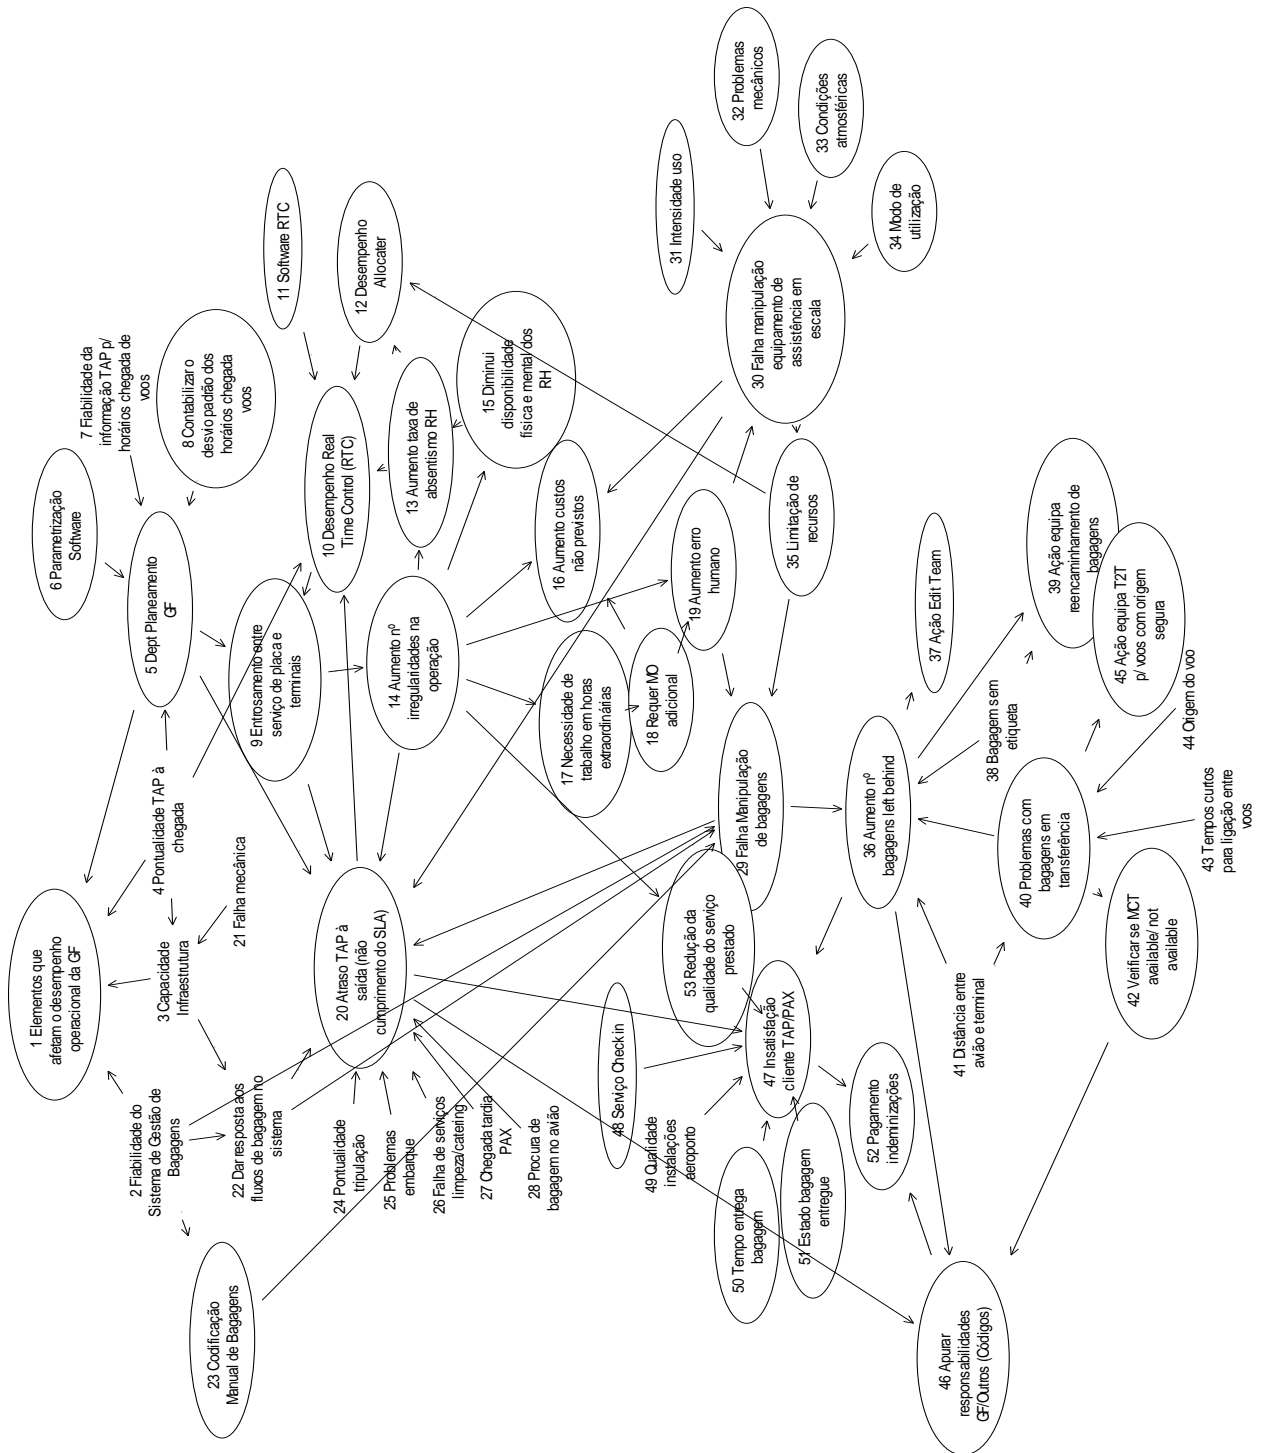 1 Elementos que
afetam o desempenho
operacional da GF
2 Fiabilidade do
Sistema de Gestão de
Bagagens
3 Capacidade
Infraestrutura
4 Pontualidade TAP à
chegada
5 Dept Planeamento
GF
6 Parametrização
Software
7 Fiabilidade da
informação TAP p/
horários chegada de
voos
8 Contabilizar o
desvio padrão dos
horários chegada
voos
9 Entrosamento entre
serviço de placa e
terminais
10 Desempenho Real
Time Control (RTC)
11 Software RTC
12 Desempenho
Allocater
13 Aumento taxa de
absentismo RH
14 Aumento nº
irregularidades na
operação
15 Diminui
disponibilidade
física e mental dos
RH
16 Aumento custos
não previstos
17 Necessidade de
trabalho em horas
extraordinárias
18 Requer MO
adicional
19 Aumento erro
humano
20 Atraso TAP à
saída (não
cumprimento do SLA)
21 Falha mecânica
22 Dar resposta aos
fluxos de bagagem no
sistema
23 Codificação
Manual de Bagagens
24 Pontualidade
tripulação
25 Problemas
embarque
26 Falha de serviços
limpeza/catering
27 Chegada tardia
PAX
28 Procura de
bagagem no avião
29 Falha Manipulação
de bagagens
30 Falha manipulação
equipamento de
assistência em
escala
31 Intensidade uso
32 Problemas
mecânicos
33 Condições
atmosféricas
34 Modo de
utilização
35 Limitação de
recursos
36 Aumento nº
bagagens left behind
37 Ação Edit Team
38 Bagagem sem
etiqueta
39 Ação equipa
reencaminhamento de
bagagens
40 Problemas com
bagagens em
transferência
41 Distância entre
avião e terminal
42 Verificar se MCT
available/ not
available
43 Tempos curtos
para ligação entre
voos
44 Origem do voo
45 Ação equipa T2T
p/ voos com origem
segura
46 Apurar
responsabilidades
GF/Outros (Códigos)
47 Insatisfação
cliente TAP/PAX
48 Serviço Checkin
49 Qualidade
instalações
aeroporto
50 Tempo entrega
bagagem
51 Estado bagagem
entregue
52 Pagamento
indeminizações
53 Redução da
qualidade do serviço
prestado